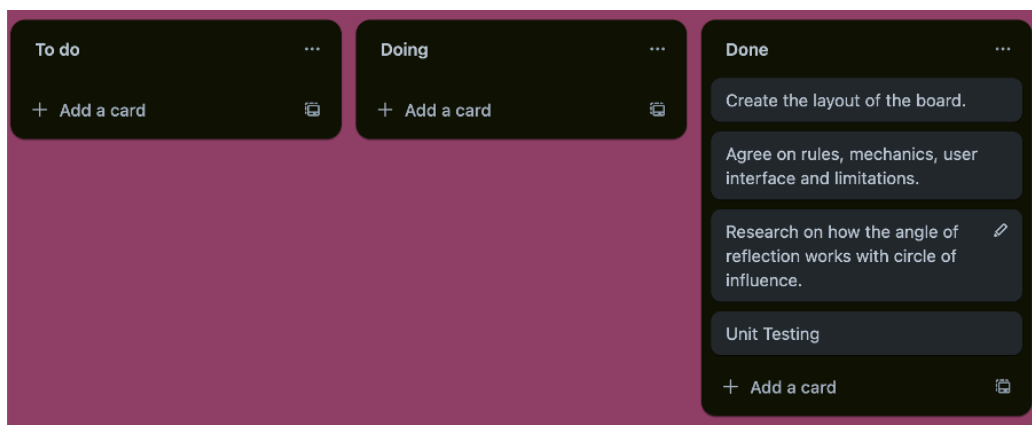 To do
+ Add a card
Doing
+ Add a card
Done
Create the layout of the board.
Agree on rules, mechanics, user
interface and limitations.
Research on how the angle of
reflection works with circle of
influence.
Unit Testing
+ Add a card